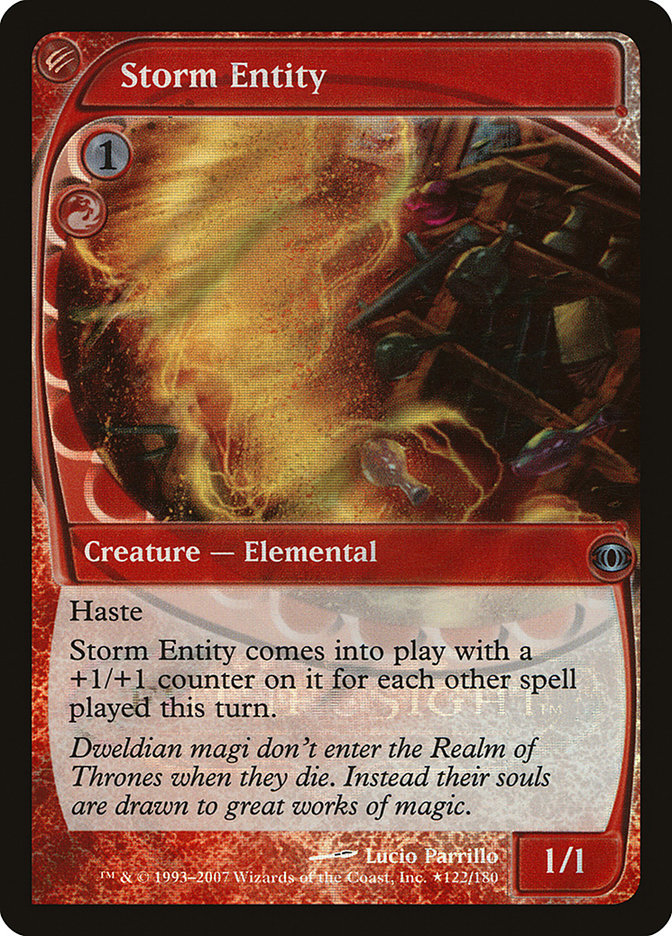 Storm Entity
1
Creature — Elemental
Haste
Storm Entity comes into play with a
+1/+1 counter on it for each other spell
played this turn.
Dweldian magi don't enter the Realm of
Thrones when they die. Instead their souls
are drawn to great works of magic.
Lucio Parrillo
1/1
™ & © 1993–2007 Wizards of the Coast, Inc. ★122/180